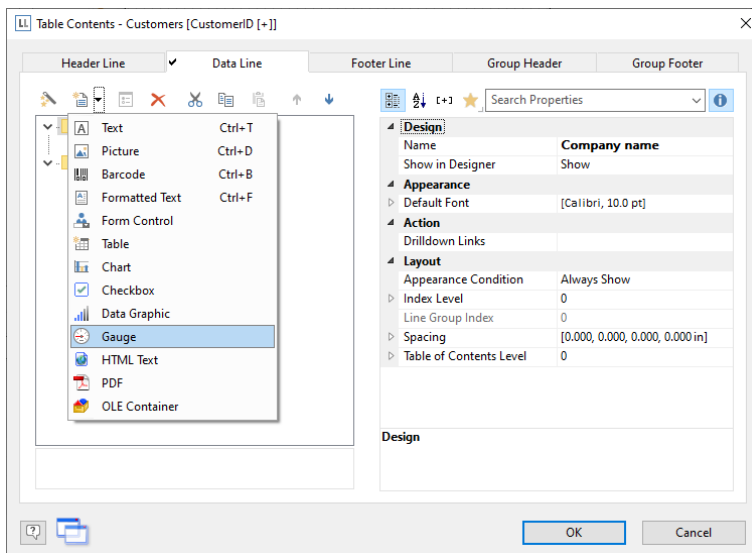 LL Table Contents - Customers [CustomerID [+]]
Header Line
Data Line
Footer Line
Group Header
Group Footer
Text Ctrl+T
Picture Ctrl+D
Barcode Ctrl+B
Formatted Text Ctrl+F
Form Control
Table
Chart
Checkbox
Data Graphic
Gauge
HTML Text
PDF
OLE Container
Search Properties
Design
Name Company name
Show in Designer Show
Appearance
Default Font [Calibri, 10.0 pt]
Action
Drilldown Links
Layout
Appearance Condition Always Show
Index Level 0
Line Group Index 0
Spacing [0.000, 0.000, 0.000, 0.000 in]
Table of Contents Level 0
Design
OK
Cancel